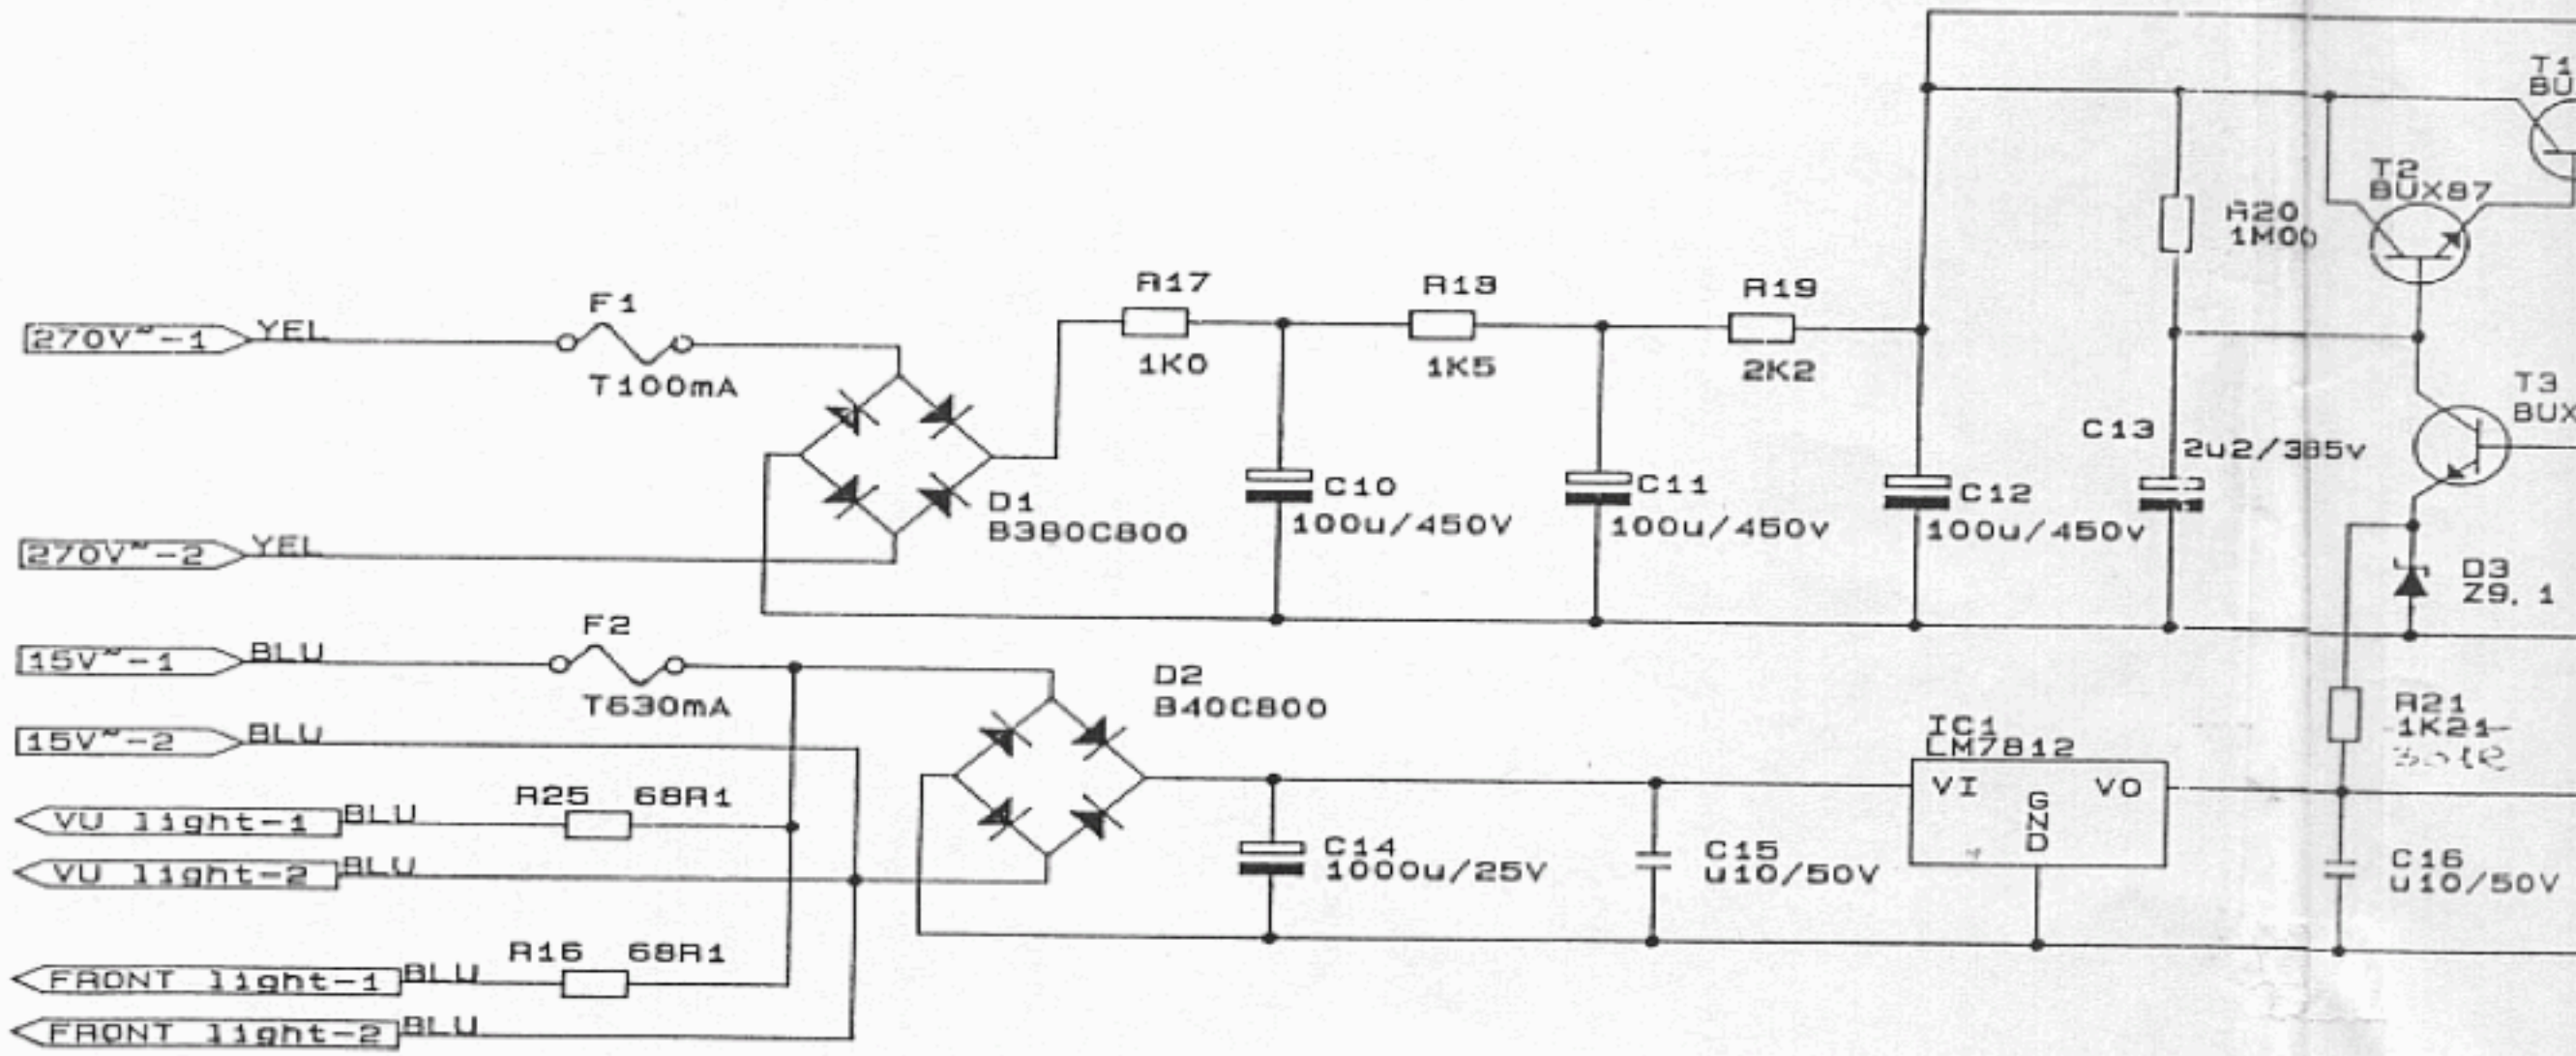 T1
BU
T2
BUX87
R20
1M00
R17
1K0
R18
1K5
R19
2K2
F1
T100mA
270V~-1
YEL
270V~-2
YEL
D1
B380C800
C10
100u/450V
C11
100u/450V
C12
100u/450V
C13
2u2/385V
T3
BUX
D3
Z9.1
F2
T630mA
15V~-1
BLU
15V~-2
BLU
D2
B40C800
R25 68R1
VU light-1
BLU
VU light-2
BLU
R16 68R1
FRONT light-1
BLU
FRONT light-2
BLU
C14
1000u/25V
C15
u10/50V
IC1
LM7812
VI
GND
VO
R21
1K21
C16
u10/50V